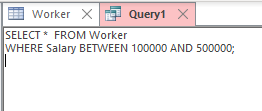 Worker Query1
SELECT *  FROM Worker
WHERE Salary BETWEEN 100000 AND 500000;